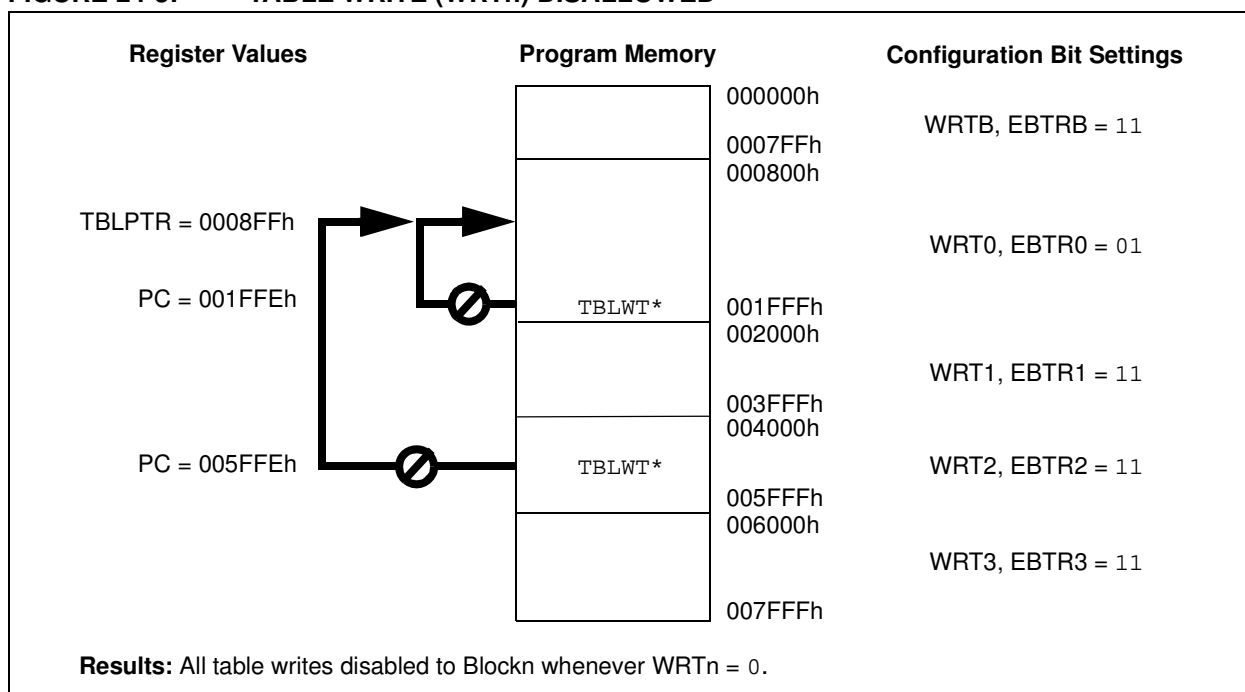 Register Values Program Memory Configuration Bit Settings
000000h
WRTB, EBTRB = 11
0007FFh
000800h
TBLPTR = 0008FFh
WRT0, EBTR0 = 01
PC = 001FFEh
TBLWT*
001FFFh
002000h
WRT1, EBTR1 = 11
003FFFh
004000h
PC = 005FFEh
TBLWT*
WRT2, EBTR2 = 11
005FFFh
006000h
WRT3, EBTR3 = 11
007FFFh
Results: All table writes disabled to Blockn whenever WRTn = 0.